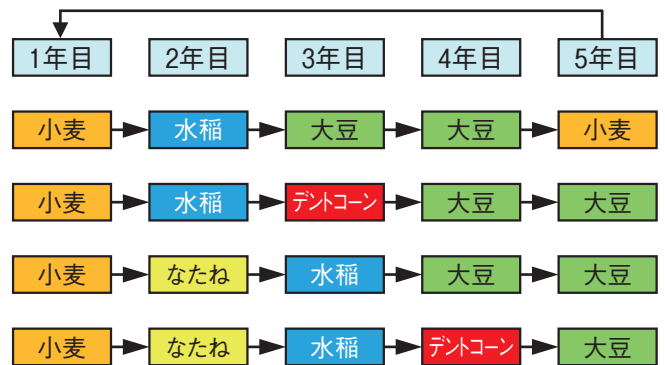 1年目 2年目 3年目 4年目 5年目
小麦 水稲 大豆 大豆 小麦
小麦 水稲 デントコーン 大豆 大豆
小麦 なたね 水稲 大豆 大豆
小麦 なたね 水稲 デントコーン 大豆